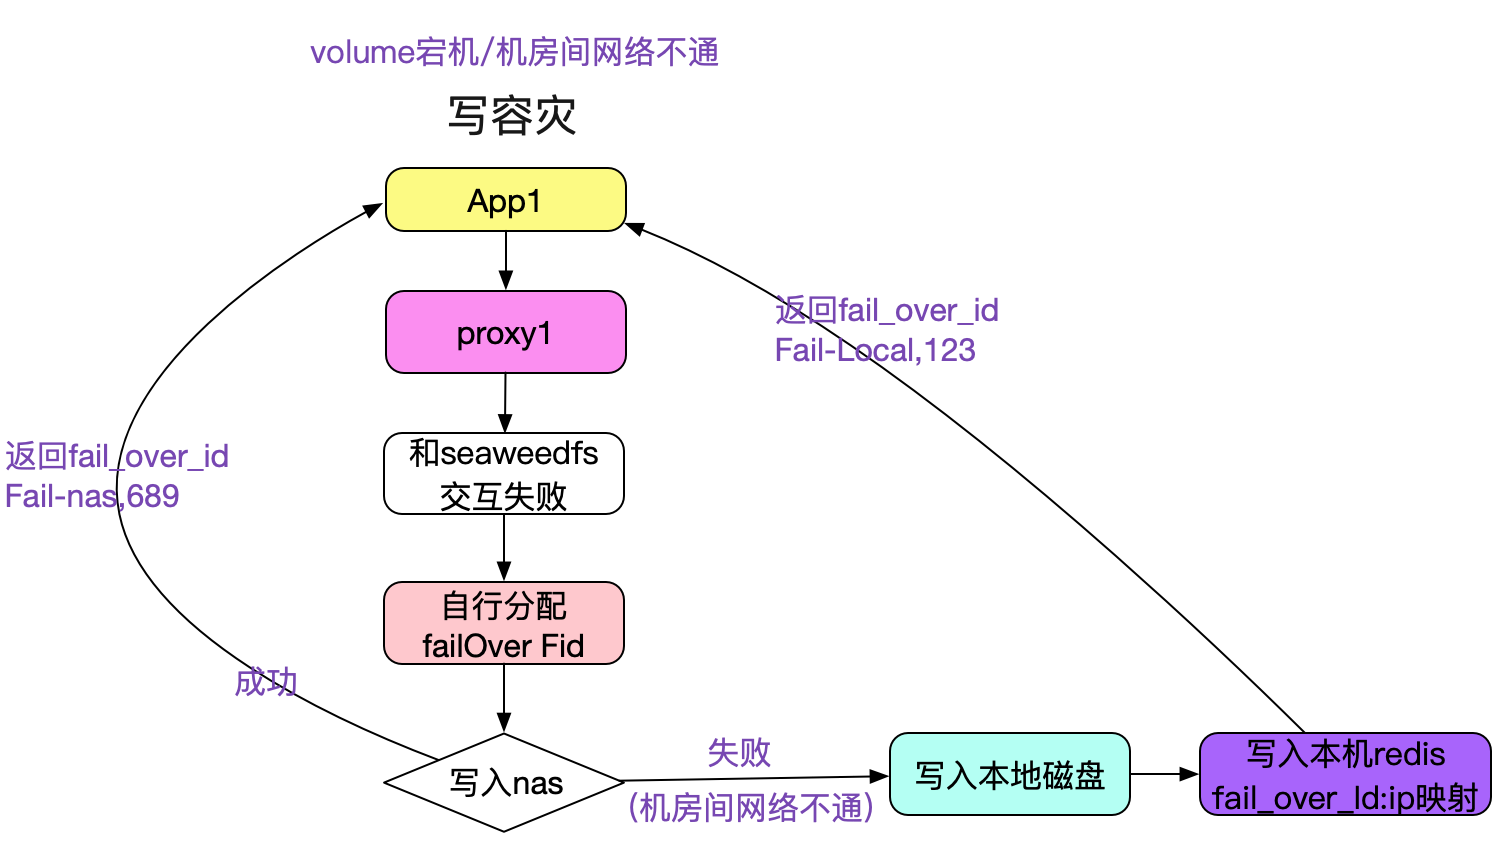 volume宕机/机房间网络不通
写容灾
App1
proxy1
返回fail_over_id
Fail-Local,123
和seaweedfs
交互失败
返回fail_over_id
Fail-nas,689
自行分配
failOver Fid
成功
写入nas
失败
(机房间网络不通)
写入本地磁盘
写入本机redis
fail_over_Id:ip映射